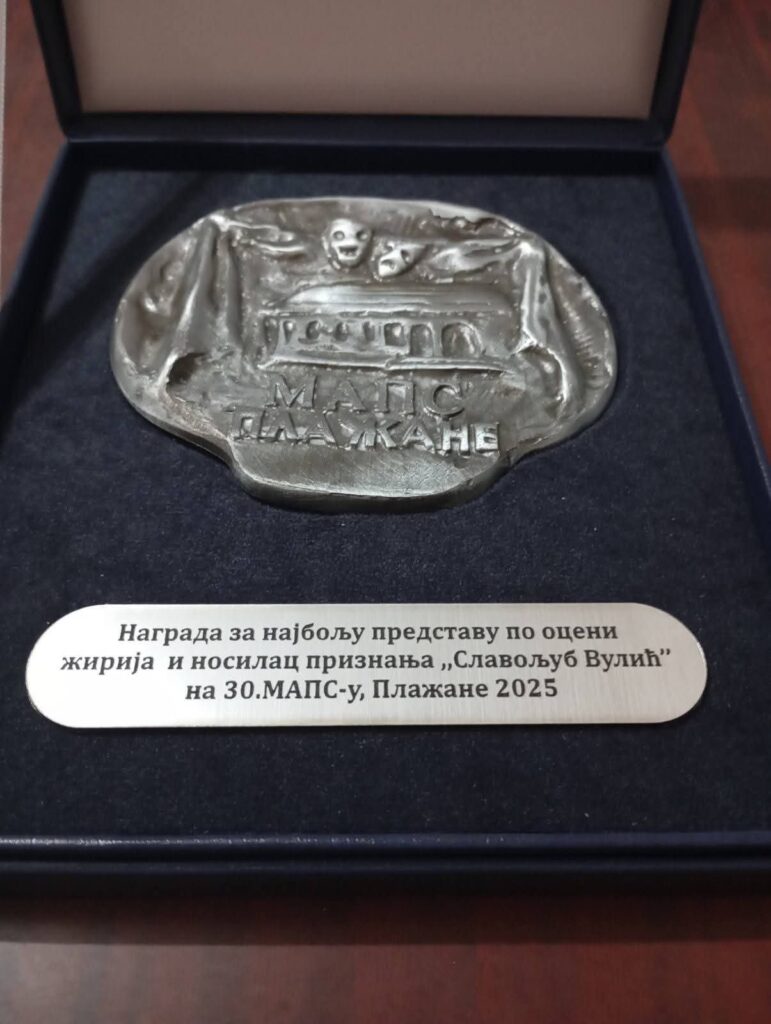 МАПС
ПЛАЖАНЕ
Награда за најбољу представу по оцени
жирија и носилац признања „Славољуб Вулић”
на 30.МАПС-у, Плажане 2025